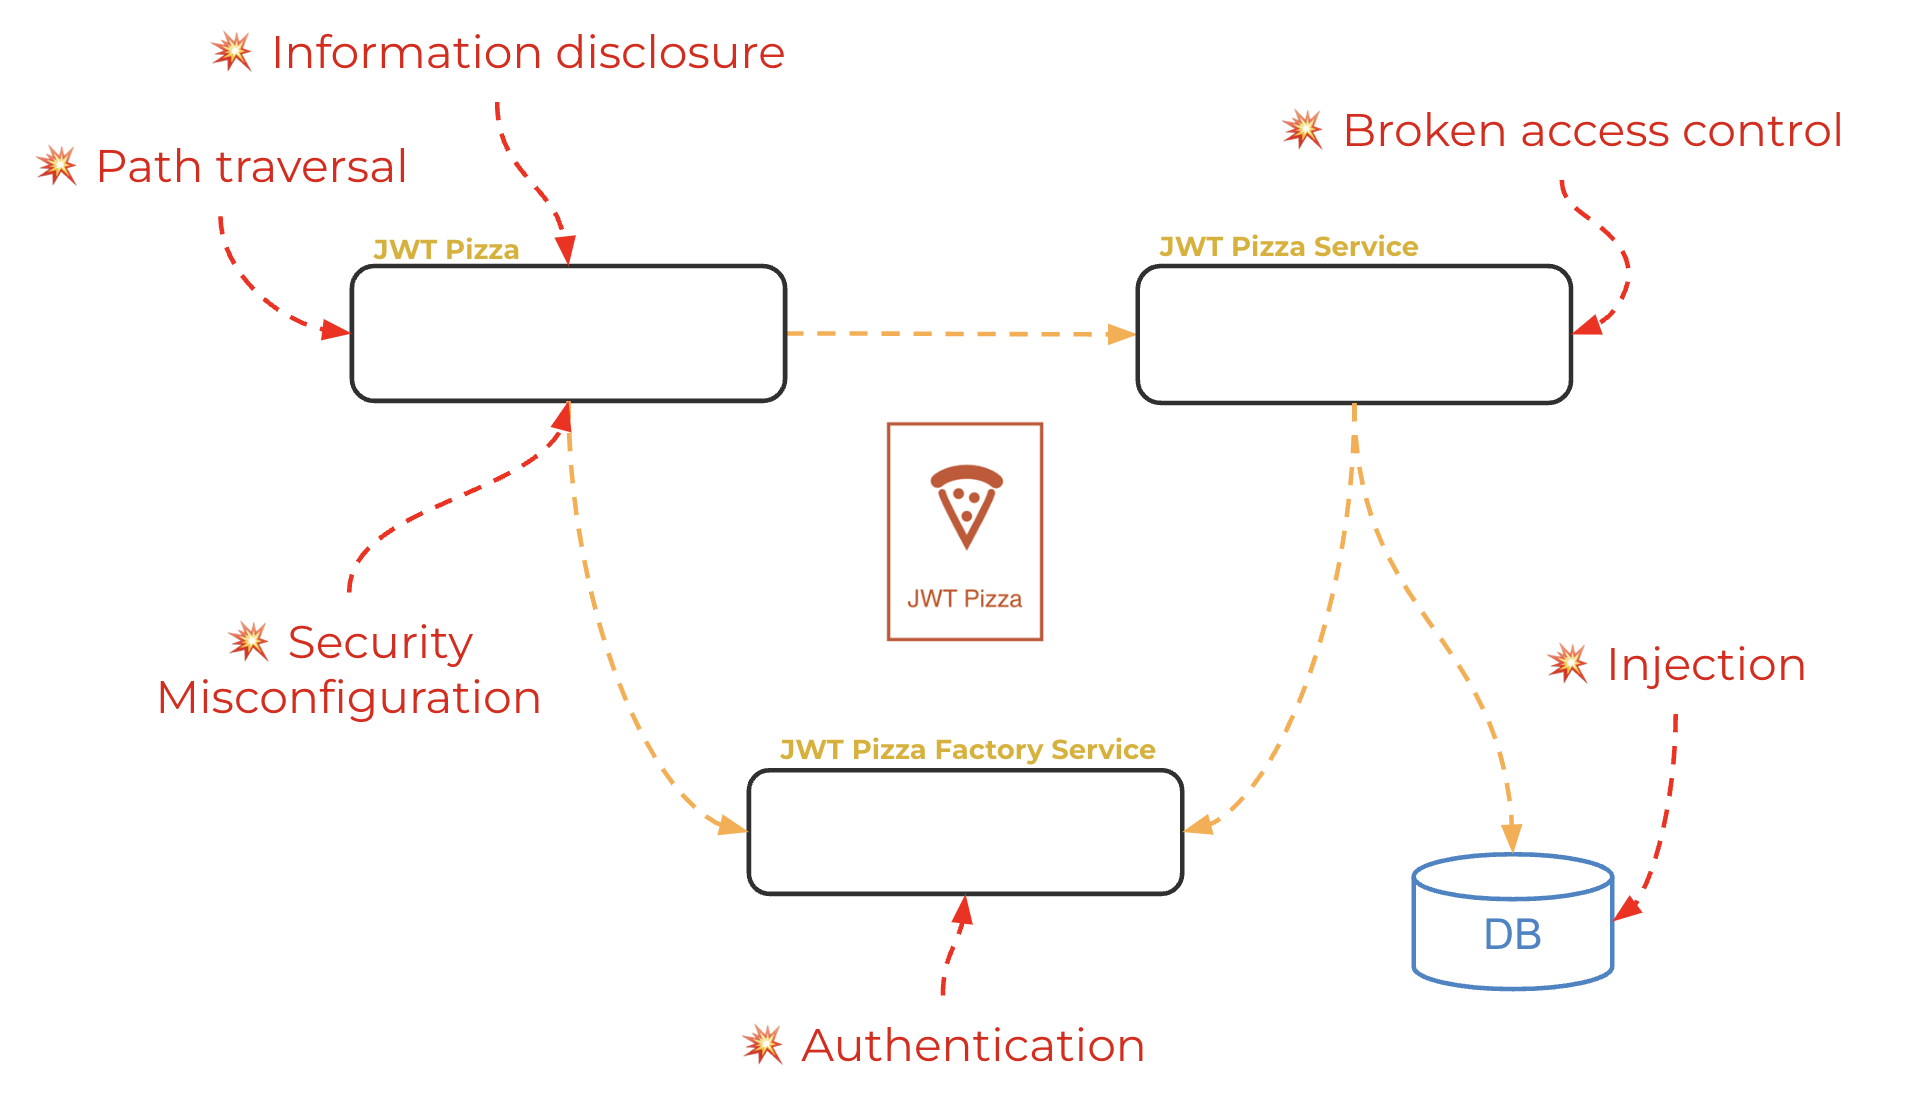 💥 Information disclosure
💥 Path traversal
💥 Broken access control
JWT Pizza
JWT Pizza Service
JWT Pizza
💥 Security
Misconfiguration
💥 Injection
JWT Pizza Factory Service
DB
💥 Authentication